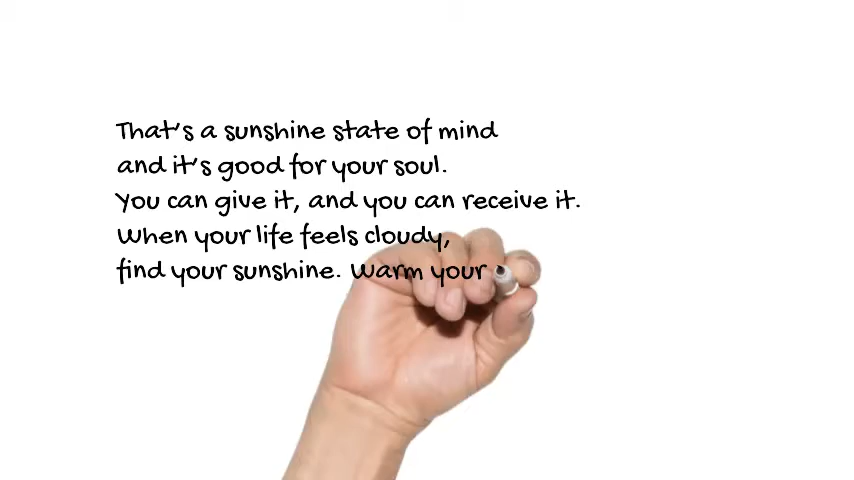 That's a sunshine state of mind
and it's good for your soul.
You can give it, and you can receive it.
When your life feels cloudy,
find your sunshine. Warm your